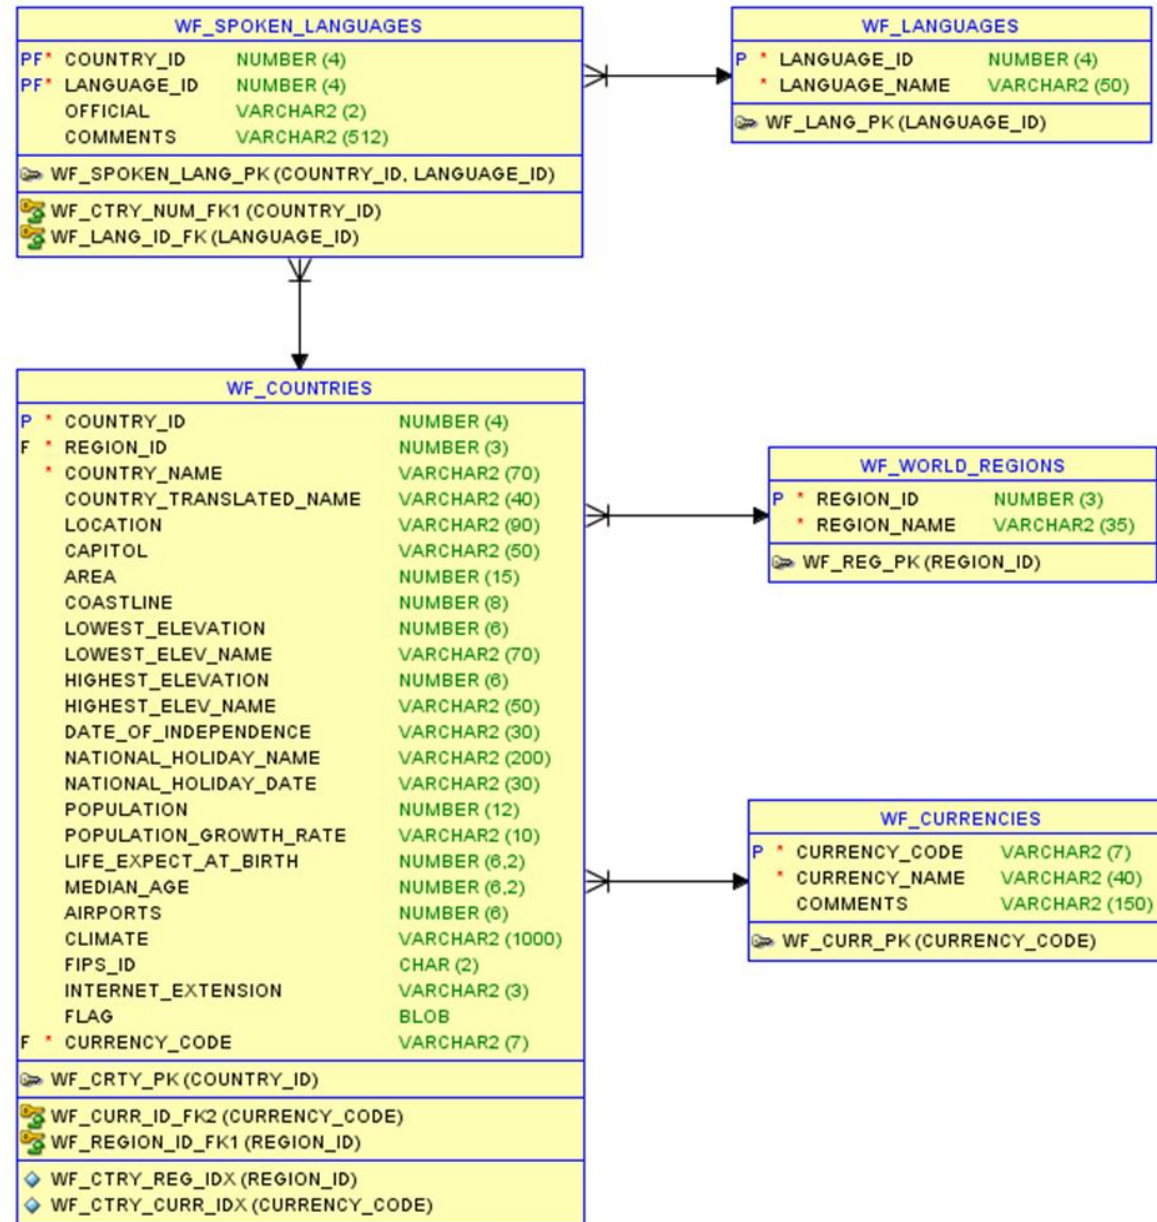 WF_SPOKEN_LANGUAGES
PF* COUNTRY_ID NUMBER (4)
PF* LANGUAGE_ID NUMBER (4)
OFFICIAL VARCHAR2 (2)
COMMENTS VARCHAR2 (512)
WF_SPOKEN_LANG_PK (COUNTRY_ID, LANGUAGE_ID)
WF_CTRY_NUM_FK1 (COUNTRY_ID)
WF_LANG_ID_FK (LANGUAGE_ID)
WF_LANGUAGES
P * LANGUAGE_ID NUMBER (4)
* LANGUAGE_NAME VARCHAR2 (50)
WF_LANG_PK (LANGUAGE_ID)
WF_COUNTRIES
P * COUNTRY_ID NUMBER (4)
F * REGION_ID NUMBER (3)
* COUNTRY_NAME VARCHAR2 (70)
COUNTRY_TRANSLATED_NAME VARCHAR2 (40)
LOCATION VARCHAR2 (90)
CAPITOL VARCHAR2 (50)
AREA NUMBER (15)
COASTLINE NUMBER (8)
LOWEST_ELEVATION NUMBER (6)
LOWEST_ELEV_NAME VARCHAR2 (70)
HIGHEST_ELEVATION NUMBER (6)
HIGHEST_ELEV_NAME VARCHAR2 (50)
DATE_OF_INDEPENDENCE VARCHAR2 (30)
NATIONAL_HOLIDAY_NAME VARCHAR2 (200)
NATIONAL_HOLIDAY_DATE VARCHAR2 (30)
POPULATION NUMBER (12)
POPULATION_GROWTH_RATE VARCHAR2 (10)
LIFE_EXPECT_AT_BIRTH NUMBER (6,2)
MEDIAN_AGE NUMBER (6,2)
AIRPORTS NUMBER (6)
CLIMATE VARCHAR2 (1000)
FIPS_ID CHAR (2)
INTERNET_EXTENSION VARCHAR2 (3)
FLAG BLOB
F * CURRENCY_CODE VARCHAR2 (7)
WF_CRTY_PK (COUNTRY_ID)
WF_CURR_ID_FK2 (CURRENCY_CODE)
WF_REGION_ID_FK1 (REGION_ID)
WF_CTRY_REG_IDX (REGION_ID)
WF_CTRY_CURR_IDX (CURRENCY_CODE)
WF_WORLD_REGIONS
P * REGION_ID NUMBER (3)
* REGION_NAME VARCHAR2 (35)
WF_REG_PK (REGION_ID)
WF_CURRENCIES
P * CURRENCY_CODE VARCHAR2 (7)
* CURRENCY_NAME VARCHAR2 (40)
COMMENTS VARCHAR2 (150)
WF_CURR_PK (CURRENCY_CODE)